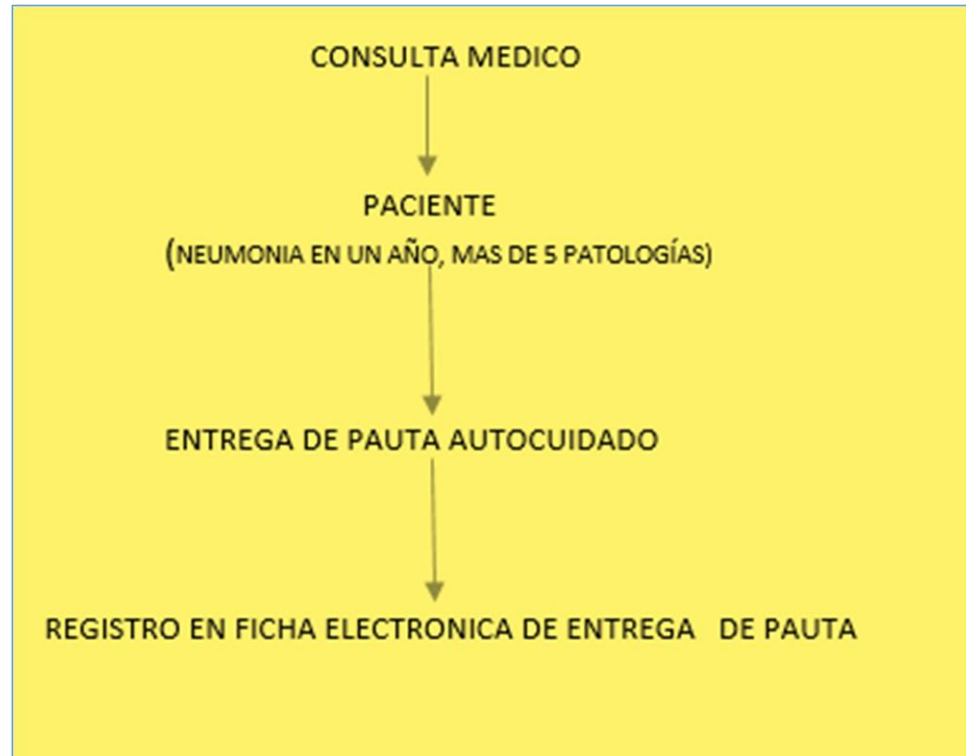 CONSULTA MEDICO
PACIENTE
(NEUMONIA EN UN AÑO, MAS DE 5 PATOLOGÍAS)
ENTREGA DE PAUTA AUTOCUIDADO
REGISTRO EN FICHA ELECTRONICA DE ENTREGA DE PAUTA